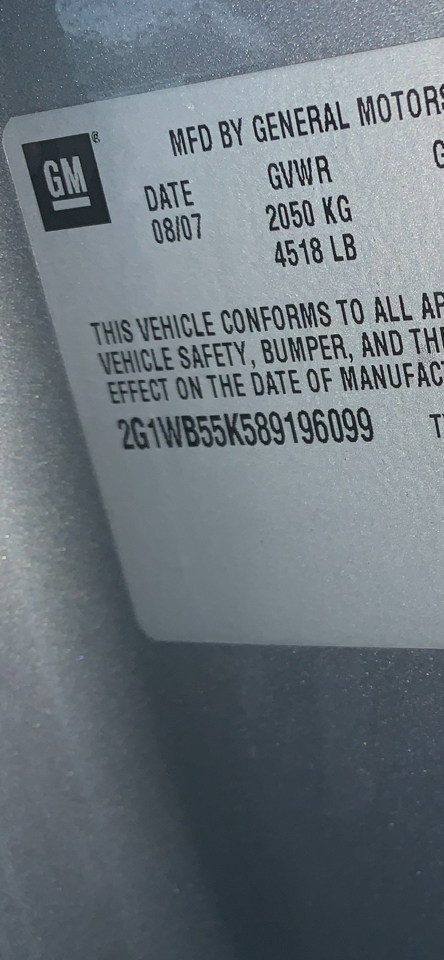 GM®
MFD BY GENERAL MOTORS
DATE GVWR G
08/07 2050 KG
4518 LB
THIS VEHICLE CONFORMS TO ALL AP
VEHICLE SAFETY, BUMPER, AND TH
EFFECT ON THE DATE OF MANUFAC
2G1WB55K589196099 T